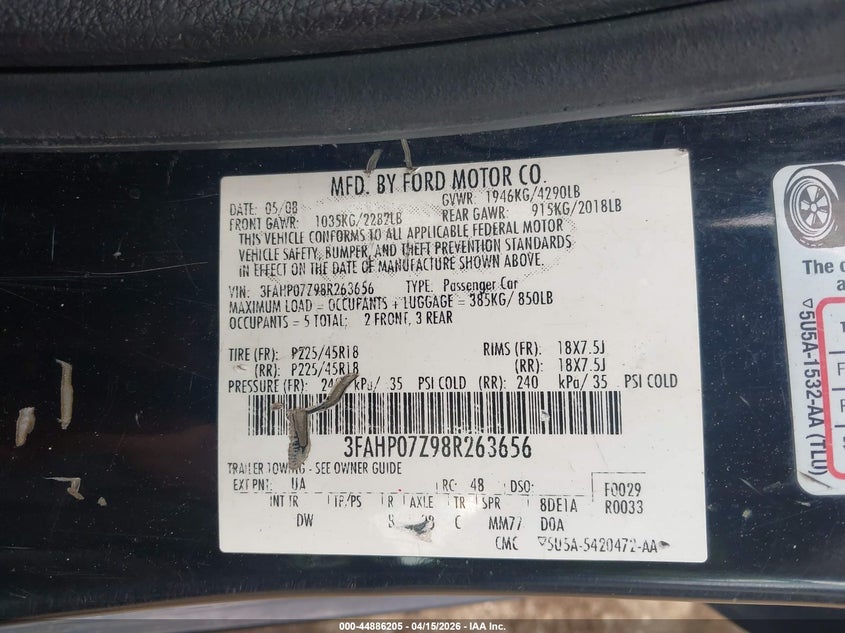 MFD. BY FORD MOTOR CO.
DATE: 05/08 GVWR: 1946KG/4290LB
FRONT GAWR: 1035KG/2282LB REAR GAWR: 915KG/2018LB
THIS VEHICLE CONFORMS TO ALL APPLICABLE FEDERAL MOTOR
VEHICLE SAFETY, BUMPER, AND THEFT PREVENTION STANDARDS
IN EFFECT ON THE DATE OF MANUFACTURE SHOWN ABOVE.
VIN: 3FAHP07Z98R263656 TYPE: Passenger Car
MAXIMUM LOAD = OCCUPANTS + LUGGAGE = 385KG/ 850LB
OCCUPANTS = 5 TOTAL: 2 FRONT, 3 REAR
TIRE (FR): P225/45R18 RIMS (FR): 18X7.5J
(RR): P225/45R18 (RR): 18X7.5J
PRESSURE (FR): 240 kPa/ 35 PSI COLD (RR): 240 kPa/ 35 PSI COLD
3FAHP07Z98R263656
TRAILER TOWING - SEE OWNER GUIDE
EXT PNT: UA RC: 48 DSO: F0029
R0033
INT TR TP/PS R AXLE TR SPR 8DE1A
DW C MM77 D0A
CMC 5U5A-5420472-AA
The
a
5U5A-1532-AA (TLU)
000-44886205 - 04/15/2026 - IAA Inc.